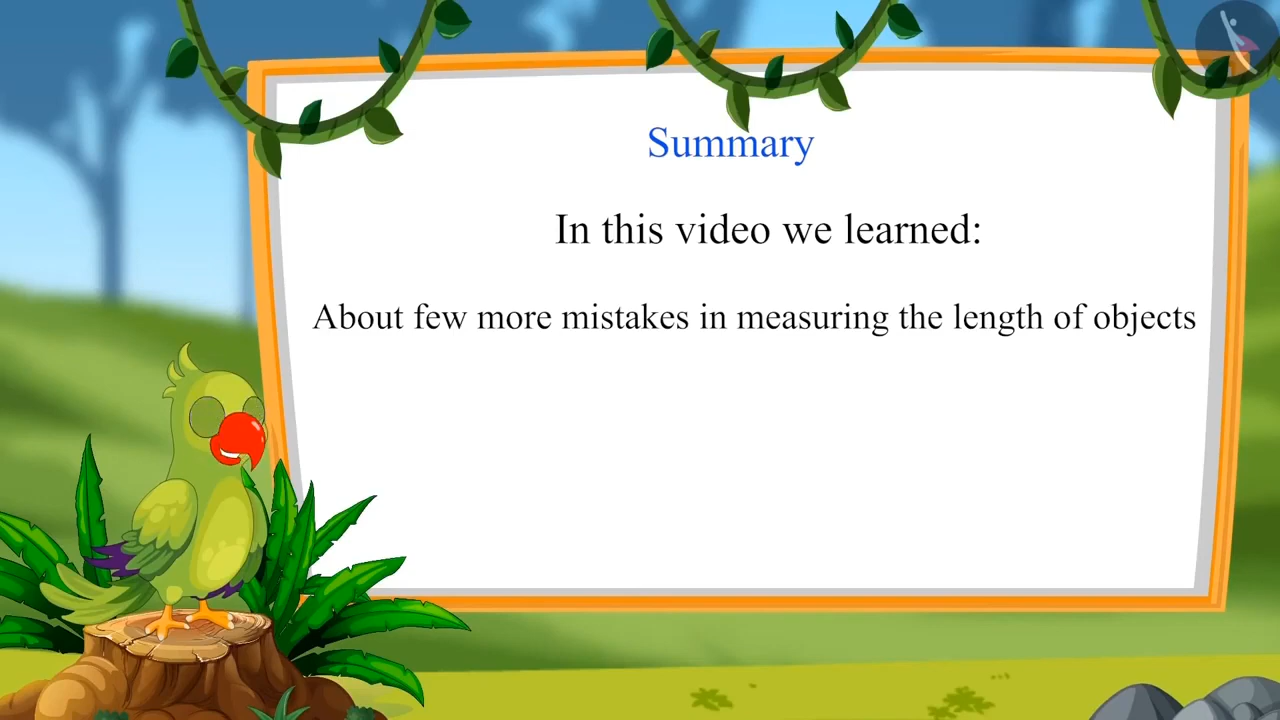 Summary
In this video we learned:
About few more mistakes in measuring the length of objects